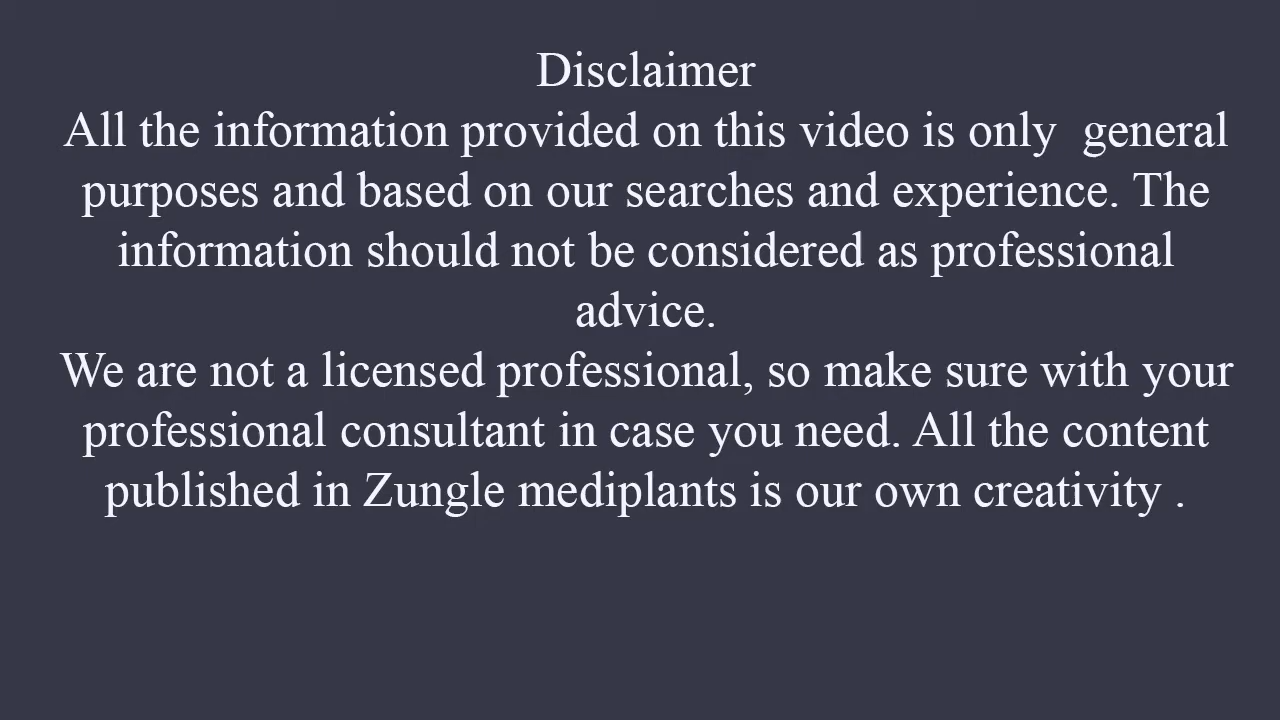 Disclaimer
All the information provided on this video is only  general
purposes and based on our searches and experience. The
information should not be considered as professional
advice.
We are not a licensed professional, so make sure with your
professional consultant in case you need. All the content
published in Zungle mediplants is our own creativity .